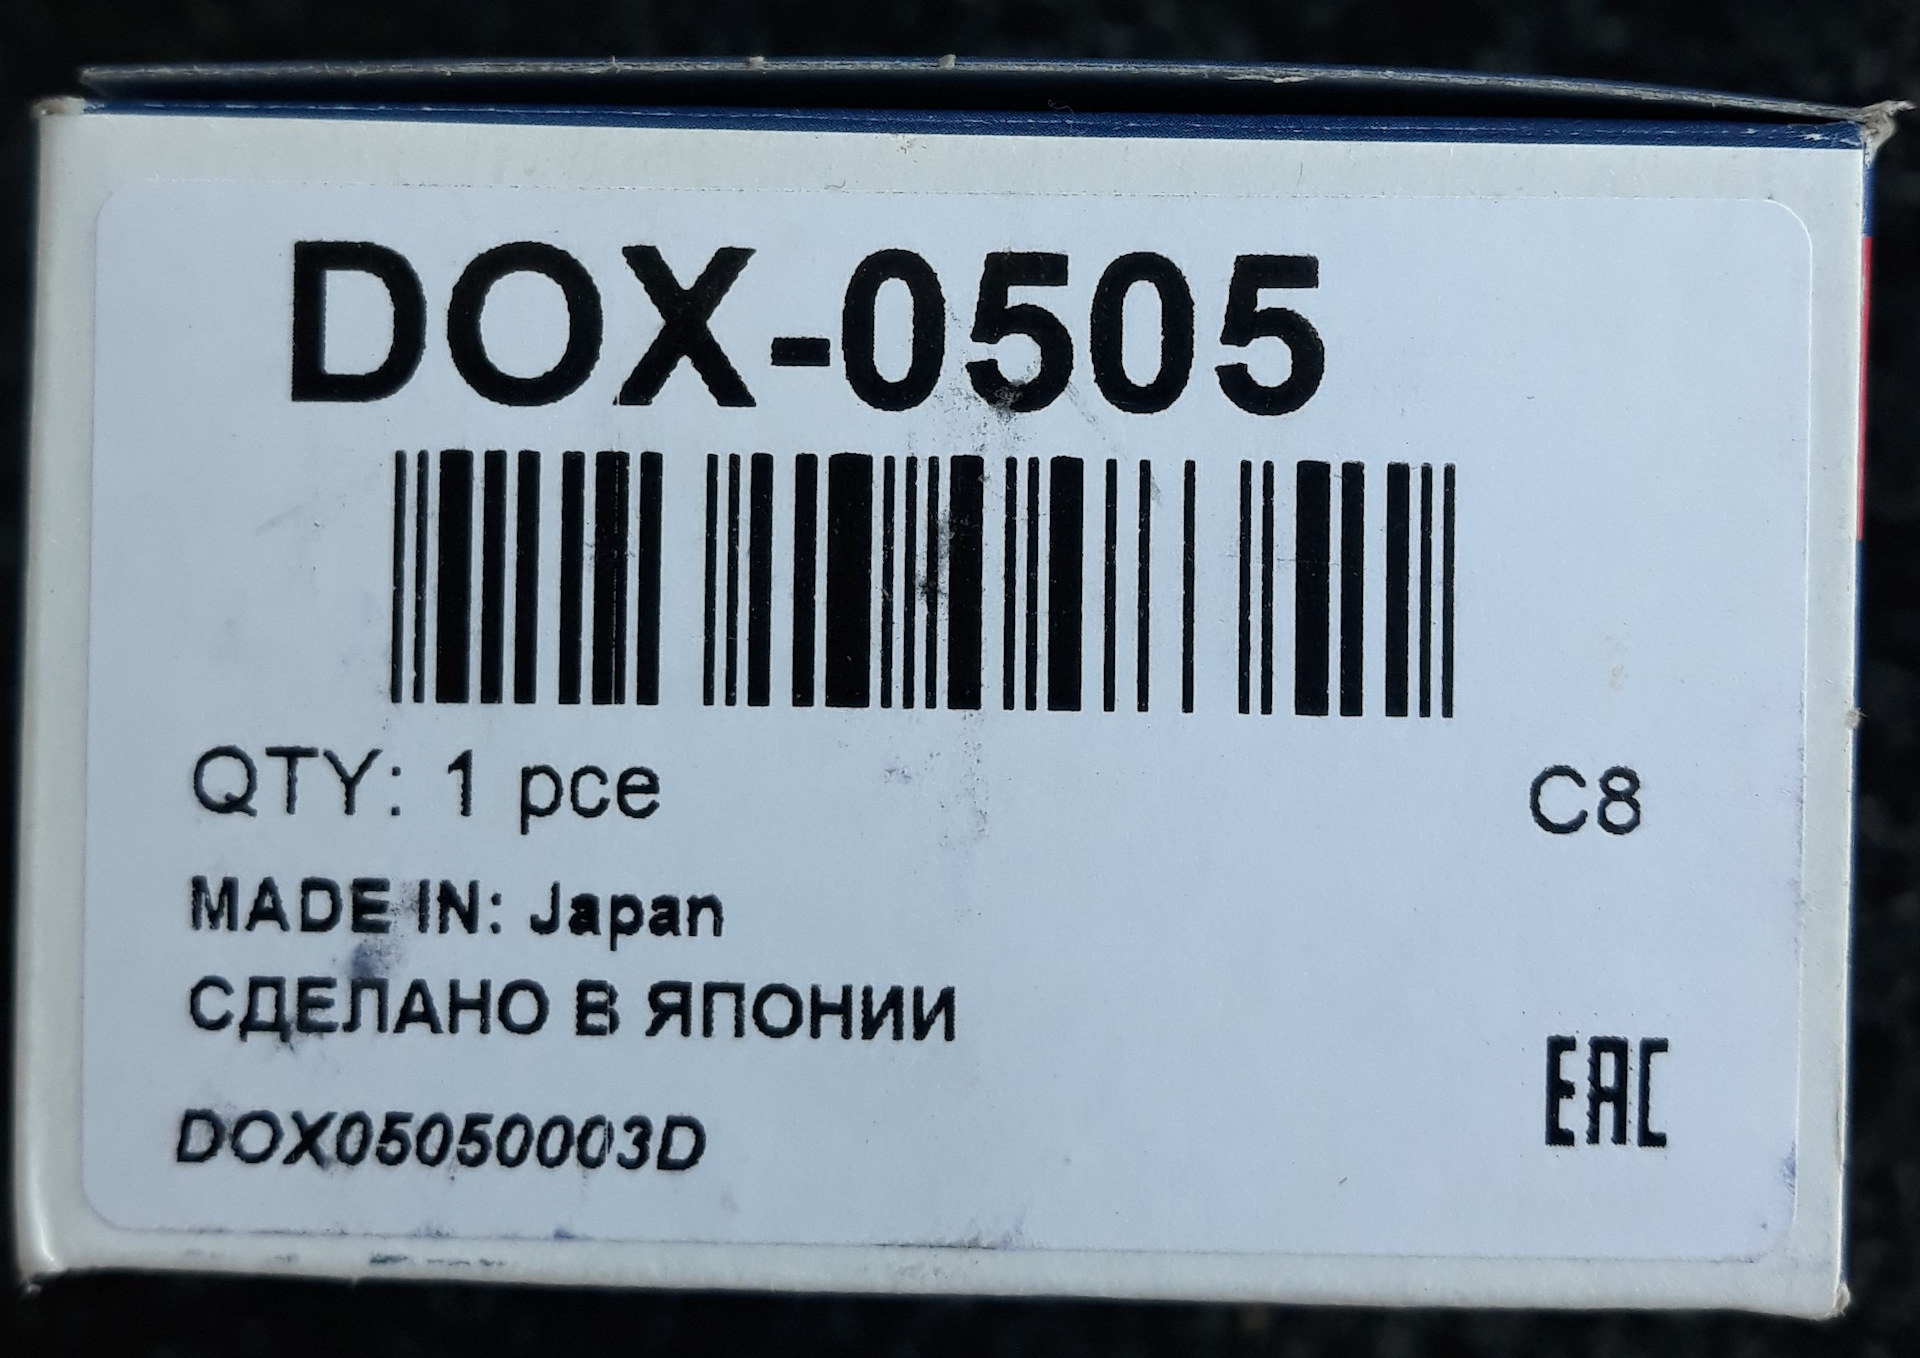 DOX-0505
QTY: 1 pce
C8
MADE IN: Japan
СДЕЛАНО В ЯПОНИИ
EAC
DOX05050003D